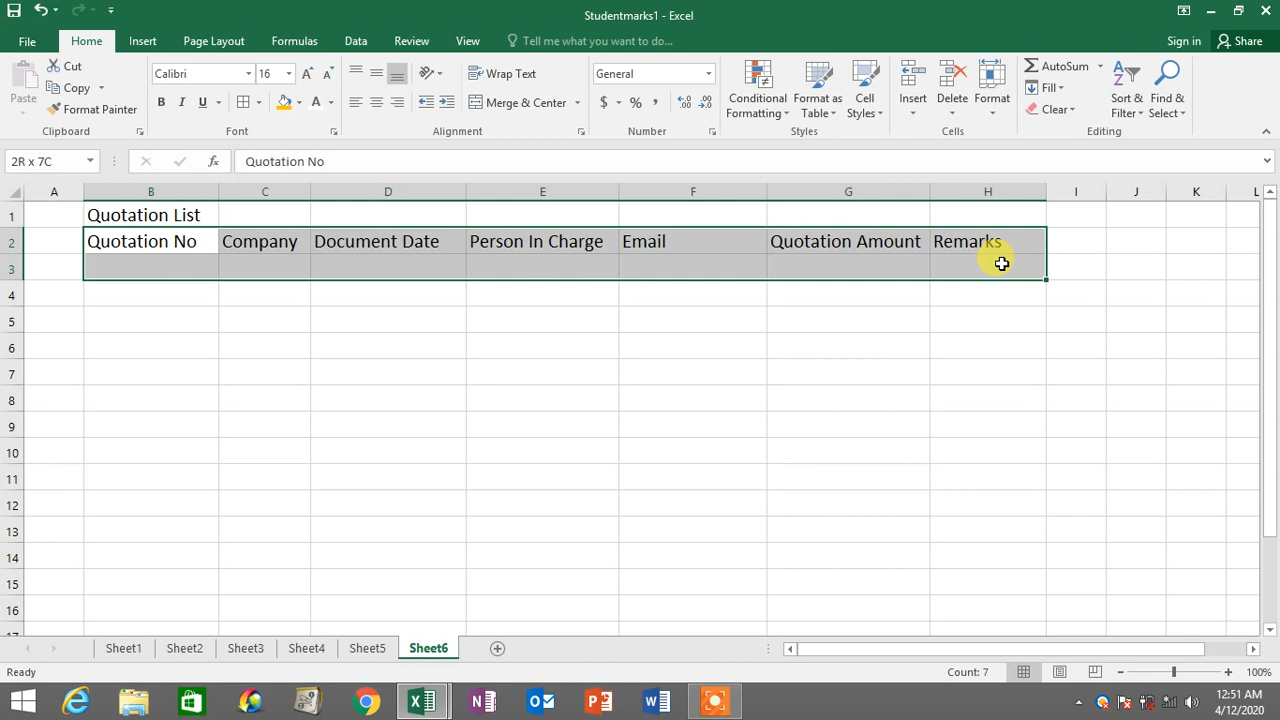 Studentmarks1 - Excel
File Home Insert Page Layout Formulas Data Review View Tell me what you want to do... Sign in Share
Paste Cut Copy Format Painter Clipboard
Calibri 16 A A B I U A Font
Wrap Text Merge & Center Alignment
General $ % , Number
Conditional Formatting Format as Table Cell Styles Styles
Insert Delete Format Cells
AutoSum Fill Clear Sort & Filter Find & Select Editing
2R x 7C fx Quotation No
A B C D E F G H I J K L
1 Quotation List
2 Quotation No Company Document Date Person In Charge Email Quotation Amount Remarks
3
4
5
6
7
8
9
10
11
12
13
14
15
16
17
Sheet1 Sheet2 Sheet3 Sheet4 Sheet5 Sheet6
Ready Count: 7 100%
12:51 AM
4/12/2020